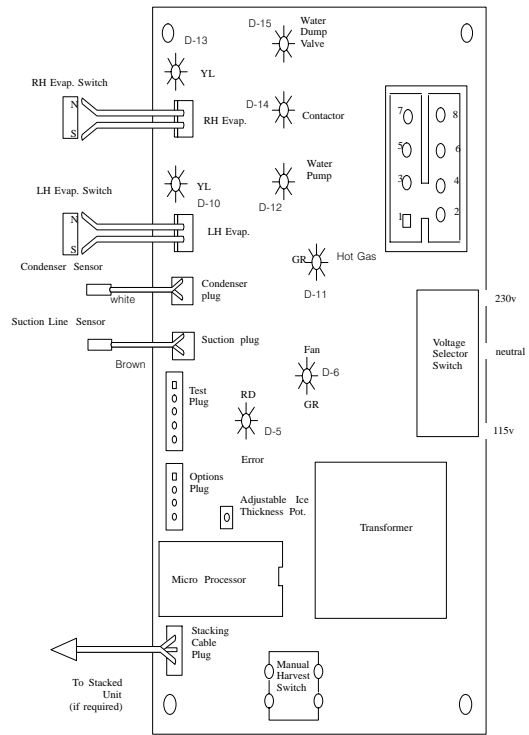 D-15
Water
Dump
Valve
D-13
YL
RH Evap. Switch
N
S
RH Evap.
D-14
Contactor
7
8
5
6
3
4
1
2
LH Evap. Switch
YL
D-10
Water
Pump
D-12
N
S
LH Evap.
Condenser Sensor
white
Condenser
plug
GR
Hot Gas
D-11
Suction Line Sensor
Brown
Suction plug
230v
Voltage
Selector
Switch
neutral
115v
Fan
D-6
GR
Test
Plug
RD
D-5
Error
Options
Plug
Adjustable Ice
Thickness Pot.
Transformer
Micro Processor
Stacking
Cable
Plug
To Stacked
Unit
(if required)
Manual
Harvest
Switch